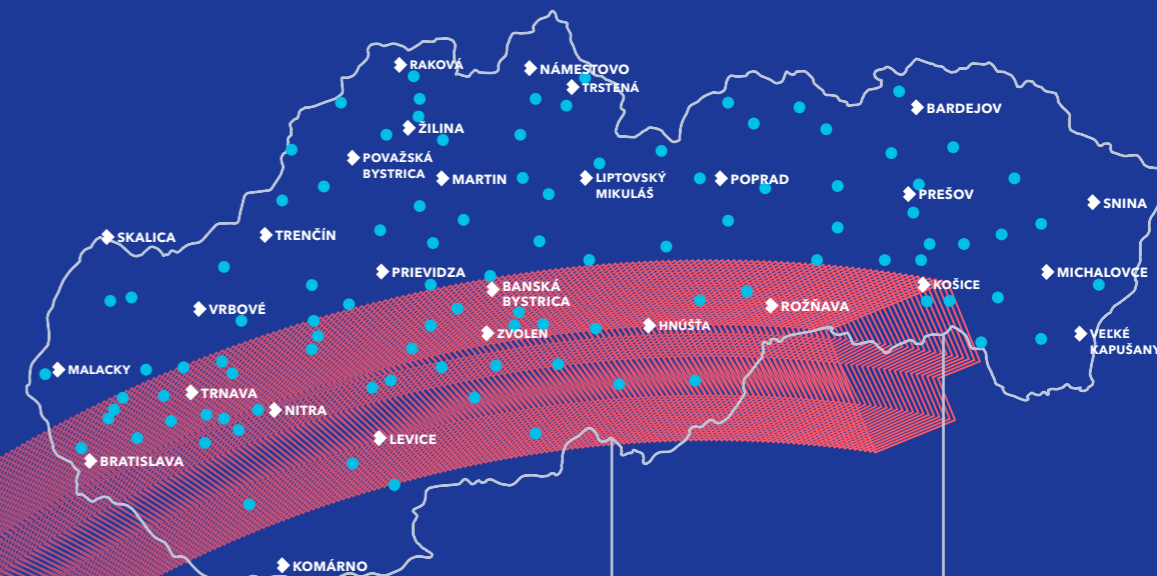 RAKOVÁ
NÁMESTOVO
TRSTENÁ
BARDEJOV
ŽILINA
POVAŽSKÁ
BYSTRICA
MARTIN
LIPTOVSKÝ
MIKULÁŠ
POPRAD
PREŠOV
SNINA
SKALICA
TRENČÍN
PRIEVIDZA
MICHALOVCE
BANSKÁ
BYSTRICA
KOŠICE
VRBOVÉ
ROŽŇAVA
HNÚŠŤA
ZVOLEN
VEĽKÉ
KAPUŠANY
MALACKY
TRNAVA
NITRA
LEVICE
BRATISLAVA
KOMÁRNO